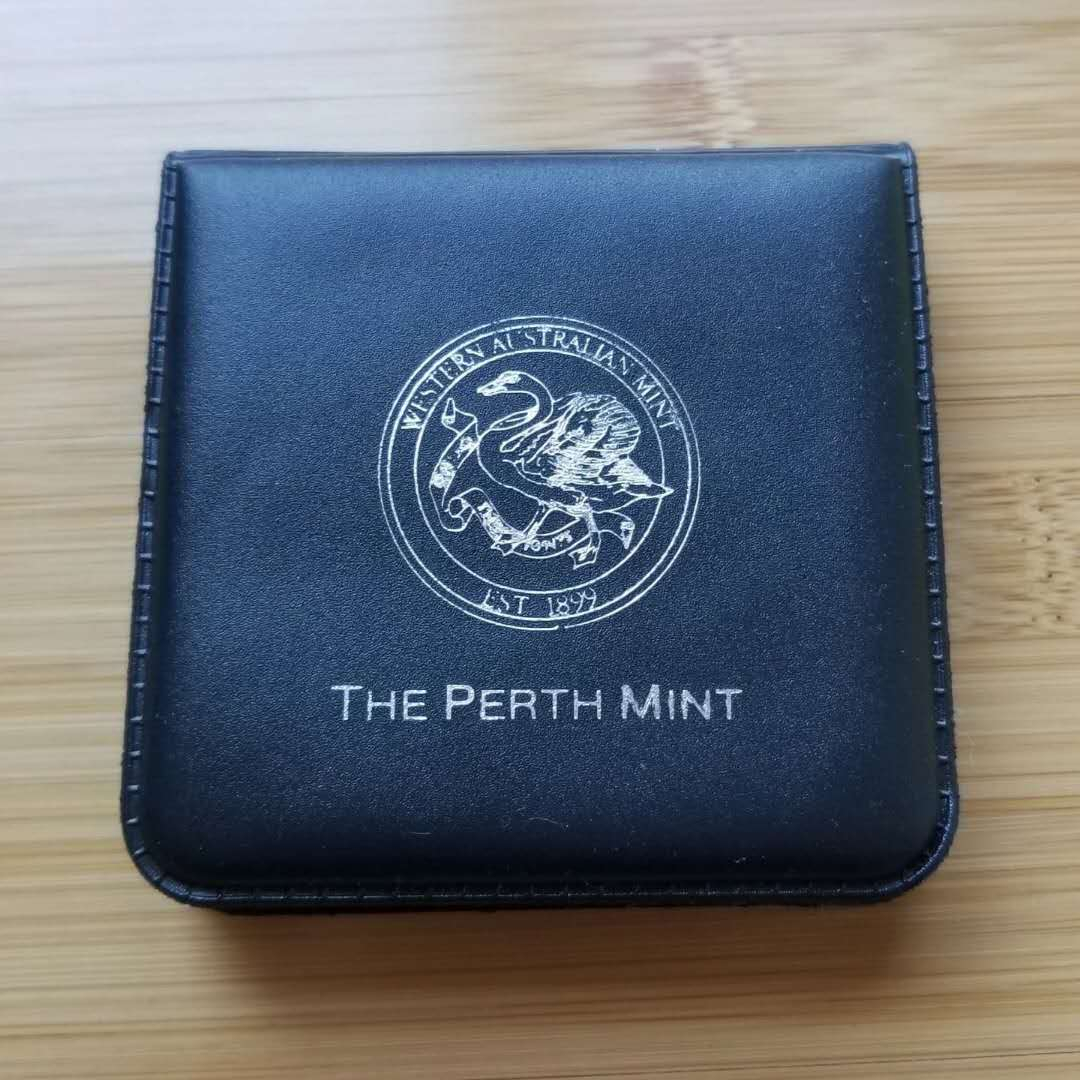 WESTERN AUSTRALIAN MINT
EST 1899
THE PERTH MINT